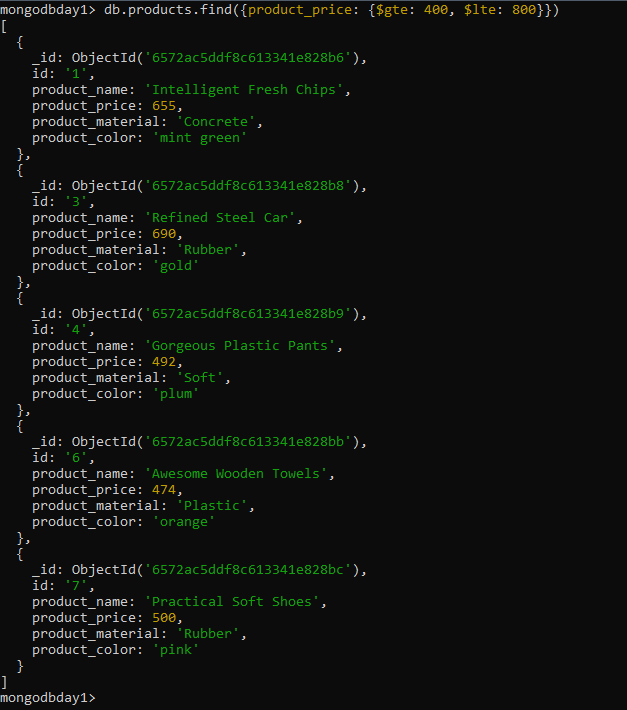 mongodbday1> db.products.find({product_price: {$gte: 400, $lte: 800}})
[
  {
    _id: ObjectId('6572ac5ddf8c613341e828b6'),
    id: '1',
    product_name: 'Intelligent Fresh Chips',
    product_price: 655,
    product_material: 'Concrete',
    product_color: 'mint green'
  },
  {
    _id: ObjectId('6572ac5ddf8c613341e828b8'),
    id: '3',
    product_name: 'Refined Steel Car',
    product_price: 690,
    product_material: 'Rubber',
    product_color: 'gold'
  },
  {
    _id: ObjectId('6572ac5ddf8c613341e828b9'),
    id: '4',
    product_name: 'Gorgeous Plastic Pants',
    product_price: 492,
    product_material: 'Soft',
    product_color: 'plum'
  },
  {
    _id: ObjectId('6572ac5ddf8c613341e828bb'),
    id: '6',
    product_name: 'Awesome Wooden Towels',
    product_price: 474,
    product_material: 'Plastic',
    product_color: 'orange'
  },
  {
    _id: ObjectId('6572ac5ddf8c613341e828bc'),
    id: '7',
    product_name: 'Practical Soft Shoes',
    product_price: 500,
    product_material: 'Rubber',
    product_color: 'pink'
  }
]
mongodbday1>